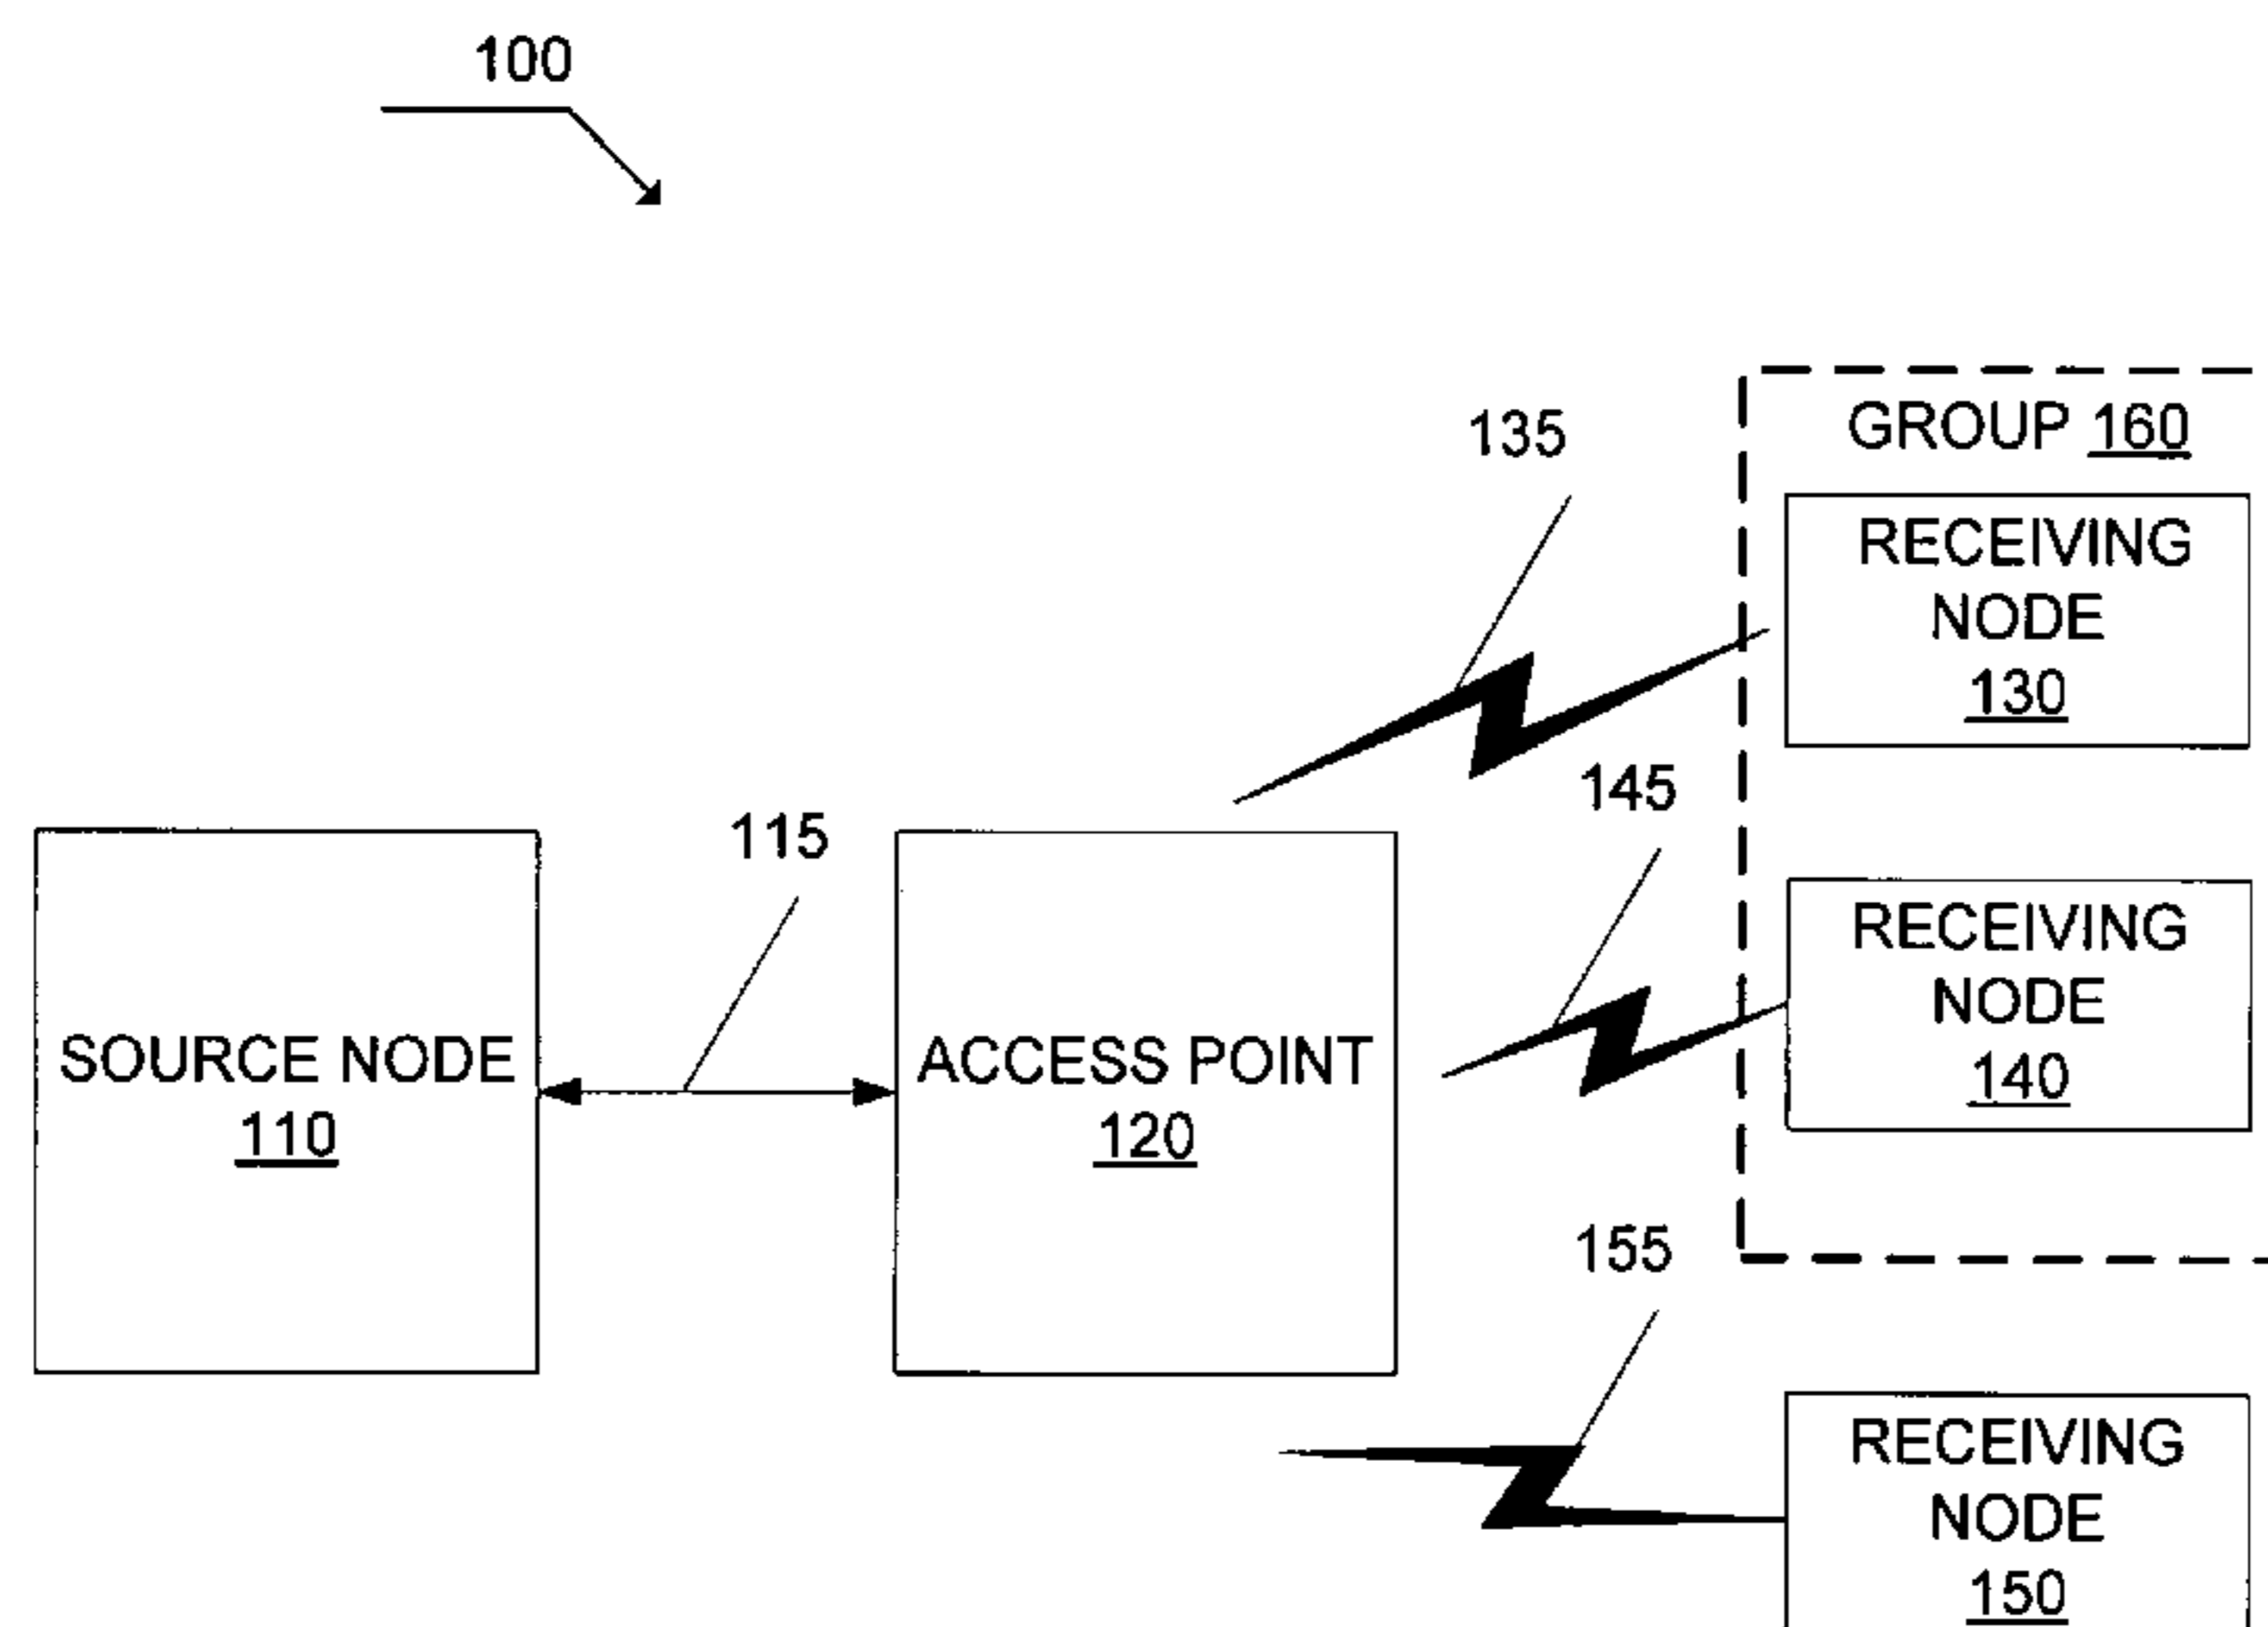 100
GROUP 160
135
RECEIVING
NODE
130
145
115
RECEIVING
NODE
140
SOURCE NODE
110
ACCESS POINT
120
155
RECEIVING
NODE
150